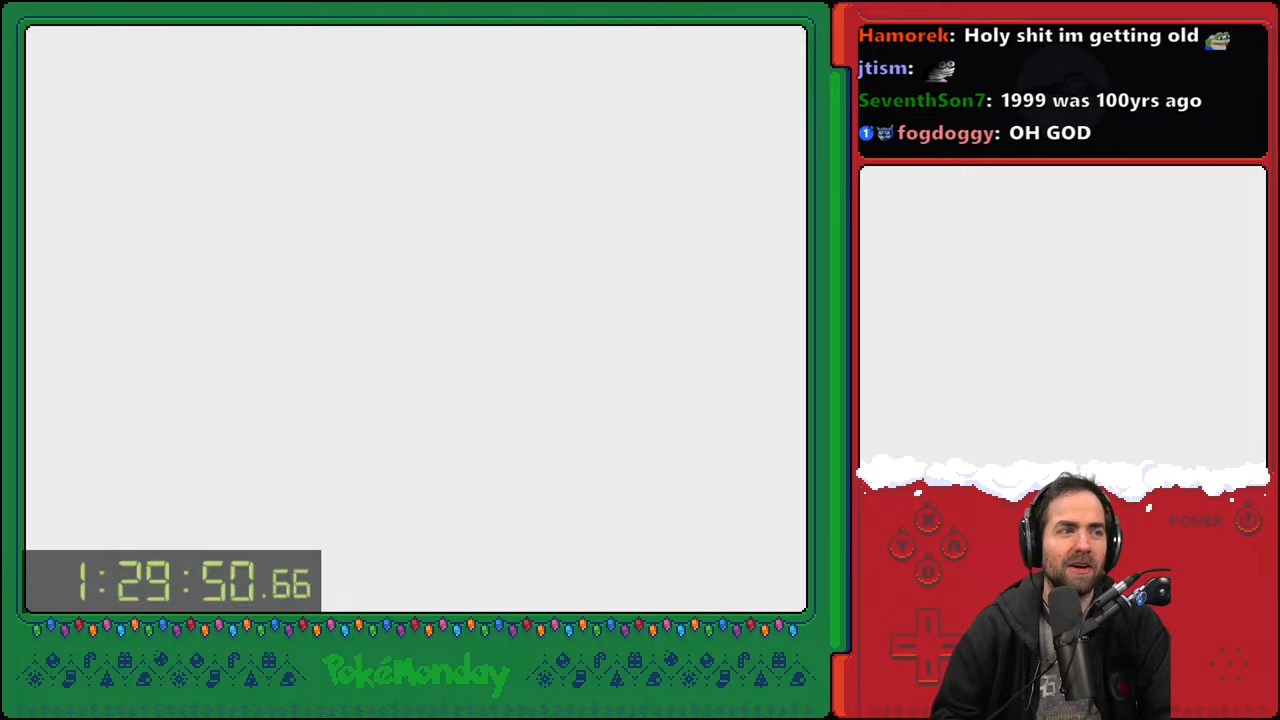 Hamorek: Holy shit im getting old
jtism:
SeventhSon7: 1999 was 100yrs ago
1 fogdoggy: OH GOD
1:29:50.66
POWER
X
Y
PokéMonday